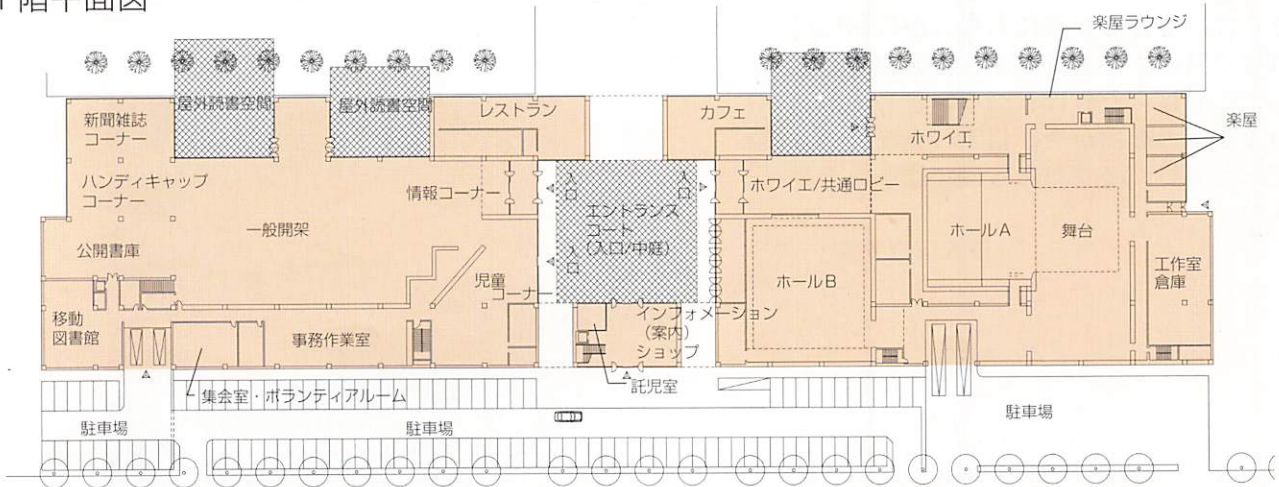 1階平面図
楽屋ラウンジ
屋外読書空間
屋外読書空間
レストラン
カフェ
新聞雑誌
コーナー
ホワイエ
楽屋
ハンディキャップ
コーナー
情報コーナー
入口
入口
ホワイエ/共通ロビー
一般開架
エントランス
コート
(入口/中庭)
ホールA
舞台
公開書庫
入口
児童
コーナー
ホールB
工作室
倉庫
移動
図書館
事務作業室
インフォメーション
(案内)
ショップ
託児室
集会室・ボランティアルーム
駐車場
駐車場
駐車場